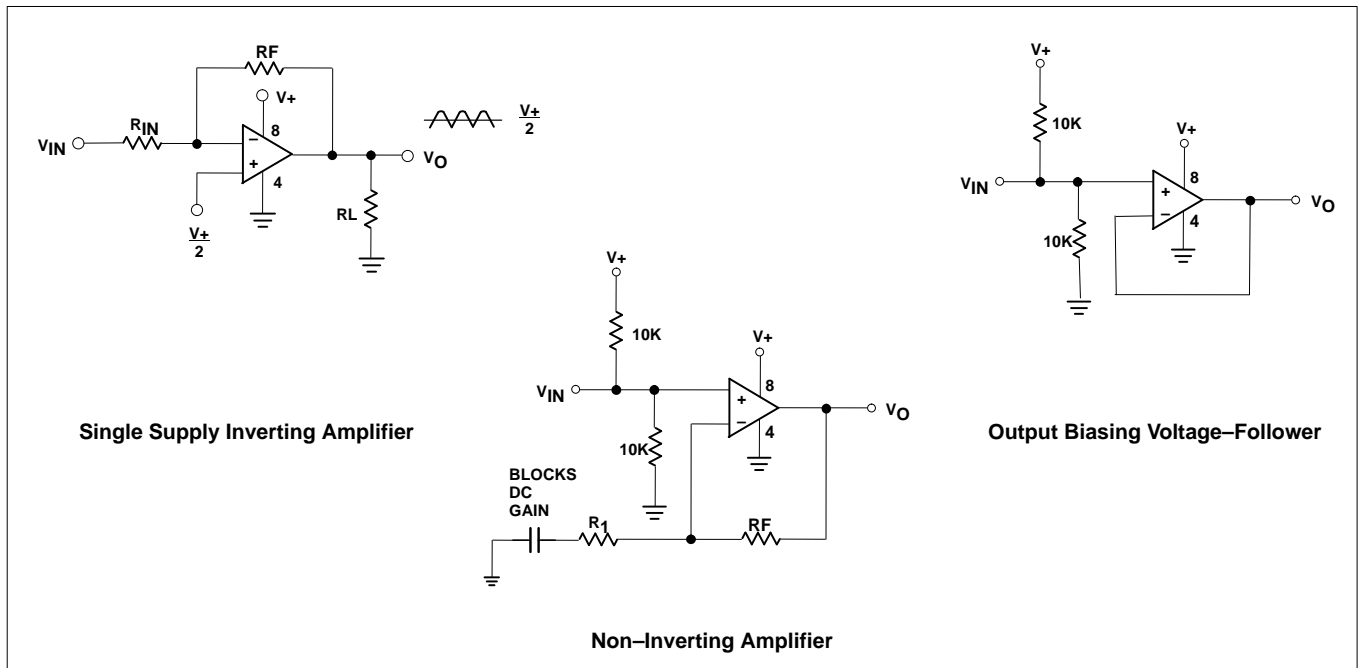 RF
V+
8
RIN
VIN
−
+
4
VO
V+
2
RL
V+
2
Single Supply Inverting Amplifier
V+
10K
VIN
10K
+
−
V+
8
4
VO
BLOCKS
DC
GAIN
R1
RF
Non–Inverting Amplifier
V+
10K
VIN
10K
+
−
V+
8
4
VO
Output Biasing Voltage–Follower